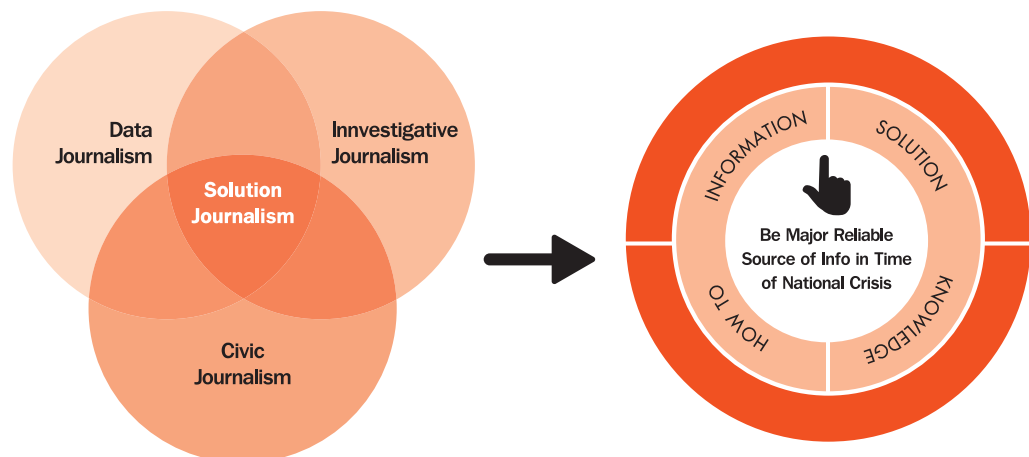 Data
Journalism
Innvestigative
Journalism
Solution
Journalism
Civic
Journalism
INFORMATION
SOLUTION
Be Major Reliable
Source of Info in Time
of National Crisis
HOW TO
KNOWLEDGE